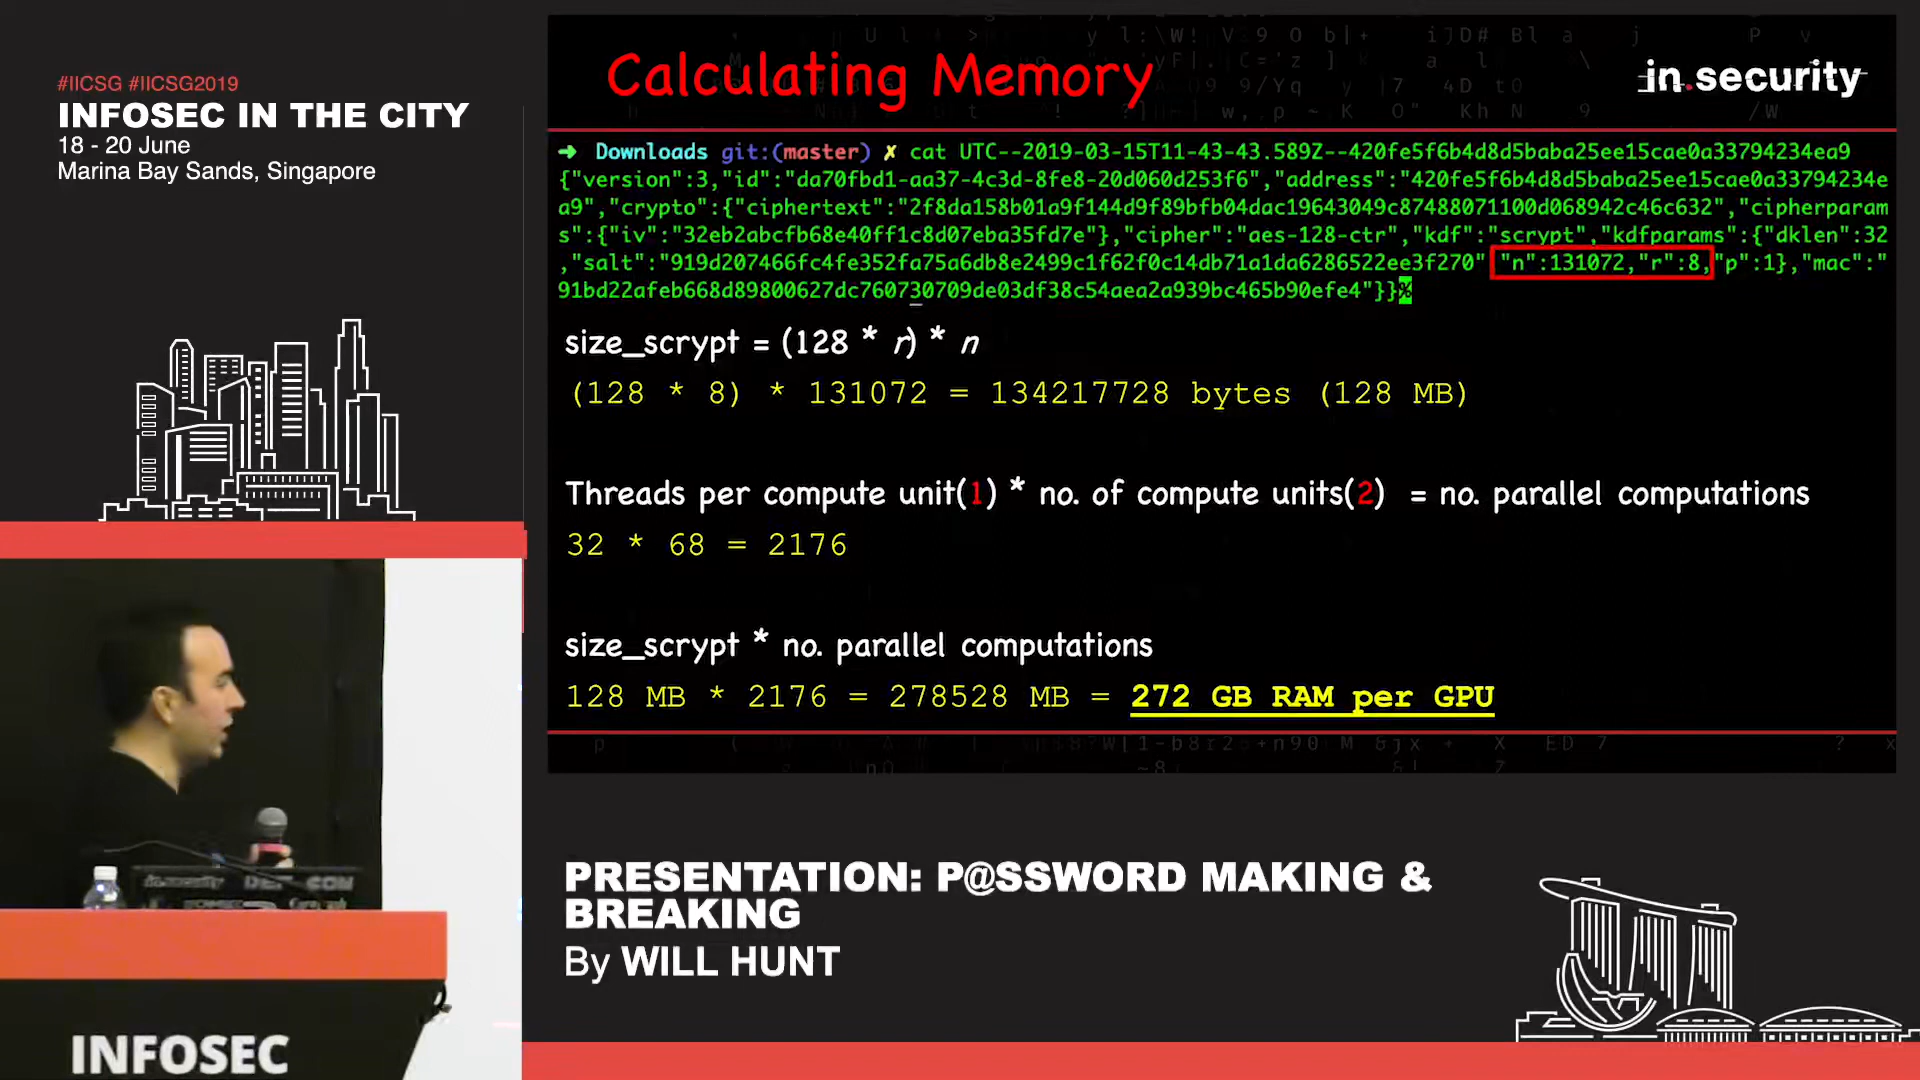 #IICSG #IICSG2019
INFOSEC IN THE CITY
18 - 20 June
Marina Bay Sands, Singapore
Calculating Memory
in.security
➜ Downloads git:(master) ✗ cat UTC--2019-03-15T11-43-43.589Z--420fe5f6b4d8d5baba25ee15cae0a33794234ea9
{"version":3,"id":"da70fbd1-aa37-4c3d-8fe8-20d060d253f6","address":"420fe5f6b4d8d5baba25ee15cae0a33794234e
a9","crypto":{"ciphertext":"2f8da158b01a9f144d9f89bfb04dac19643049c87488071100d068942c46c632","cipherparam
s":{"iv":"32eb2abcfb68e40ff1c8d07eba35fd7e"},"cipher":"aes-128-ctr","kdf":"scrypt","kdfparams":{"dklen":32
,"salt":"919d207466fc4fe352fa75a6db8e2499c1f62f0c14db71a1da6286522ee3f270" "n":131072,"r":8,"p":1},"mac":"
91bd22afeb668d89800627dc760730709de03df38c54aea2a939bc465b90efe4"}}%
size_scrypt = (128 * r) * n
(128 * 8) * 131072 = 134217728 bytes (128 MB)
Threads per compute unit(1) * no. of compute units(2) = no. parallel computations
32 * 68 = 2176
size_scrypt * no. parallel computations
128 MB * 2176 = 278528 MB = 272 GB RAM per GPU
PRESENTATION: P@SSWORD MAKING &
BREAKING
By WILL HUNT
INFOSEC